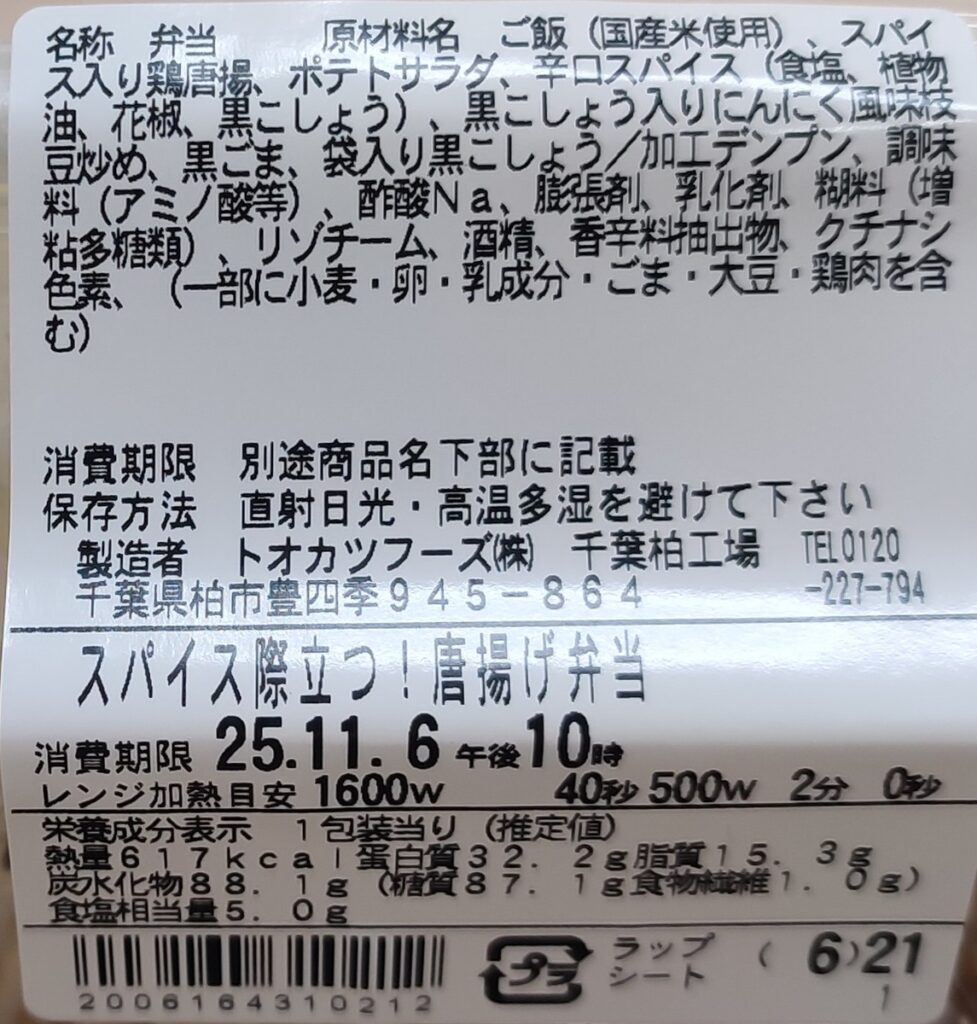 名称 弁当 原材料名 ご飯（国産米使用）、スパイ
ス入り鶏唐揚、ポテトサラダ、辛口スパイス（食塩、植物
油、花椒、黒こしょう）、黒こしょう入りにんにく風味枝
豆炒め、黒ごま、袋入り黒こしょう／加工デンプン、調味
料（アミノ酸等）、酢酸Ｎａ、膨張剤、乳化剤、糊料（増
粘多糖類）、リゾチーム、酒精、香辛料抽出物、クチナシ
色素、（一部に小麦・卵・乳成分・ごま・大豆・鶏肉を含
む）
消費期限 別途商品名下部に記載
保存方法 直射日光・高温多湿を避けて下さい
製造者 トオカツフーズ㈱ 千葉柏工場 TEL0120
千葉県柏市豊四季９４５－８６４ -227-794
スパイス際立つ！唐揚げ弁当
消費期限 25.11.6 午後10時
レンジ加熱目安 1600w 40秒 500w 2分 0秒
栄養成分表示 １包装当り（推定値）
熱量６１７ｋｃａｌ蛋白質３２．２ｇ脂質１５．３ｇ
炭水化物８８．１ｇ（糖質８７．１ｇ食物繊維１．０ｇ）
食塩相当量５．０ｇ
プラ ラップ （ 6）21
シート 1
2006164310212